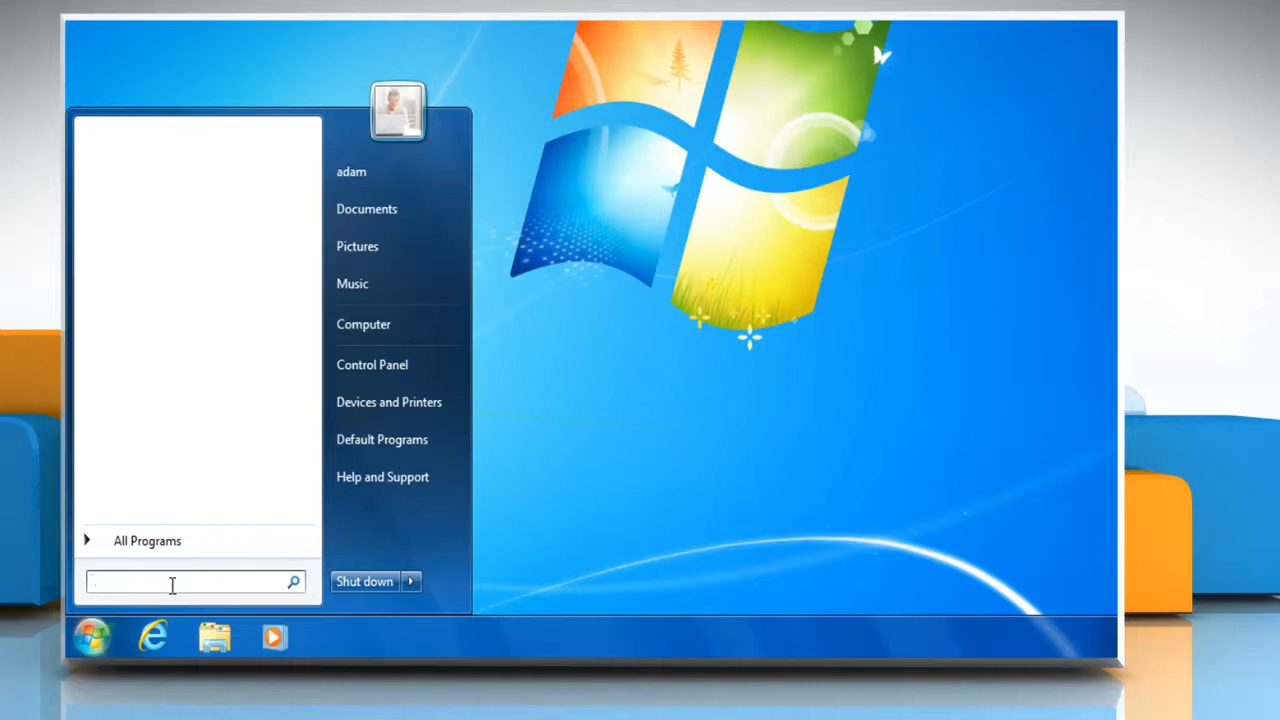 adam
Documents
Pictures
Music
Computer
Control Panel
Devices and Printers
Default Programs
Help and Support
All Programs
Shut down